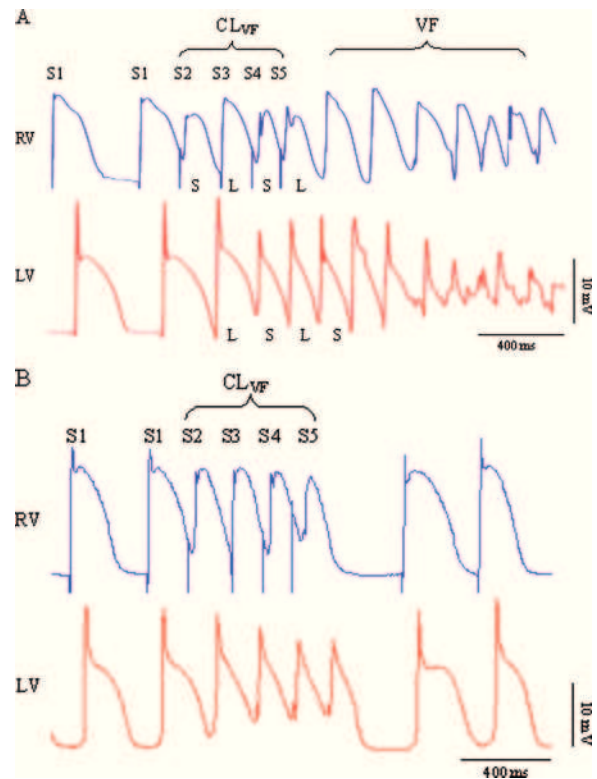 A
CLVF VF
S1 S1 S2 S3 S4 S5
RV
S L S L
LV
10 mV
L S L S
400 ms
B
CLVF
S1 S1 S2 S3 S4 S5
RV
LV
10 mV
400 ms